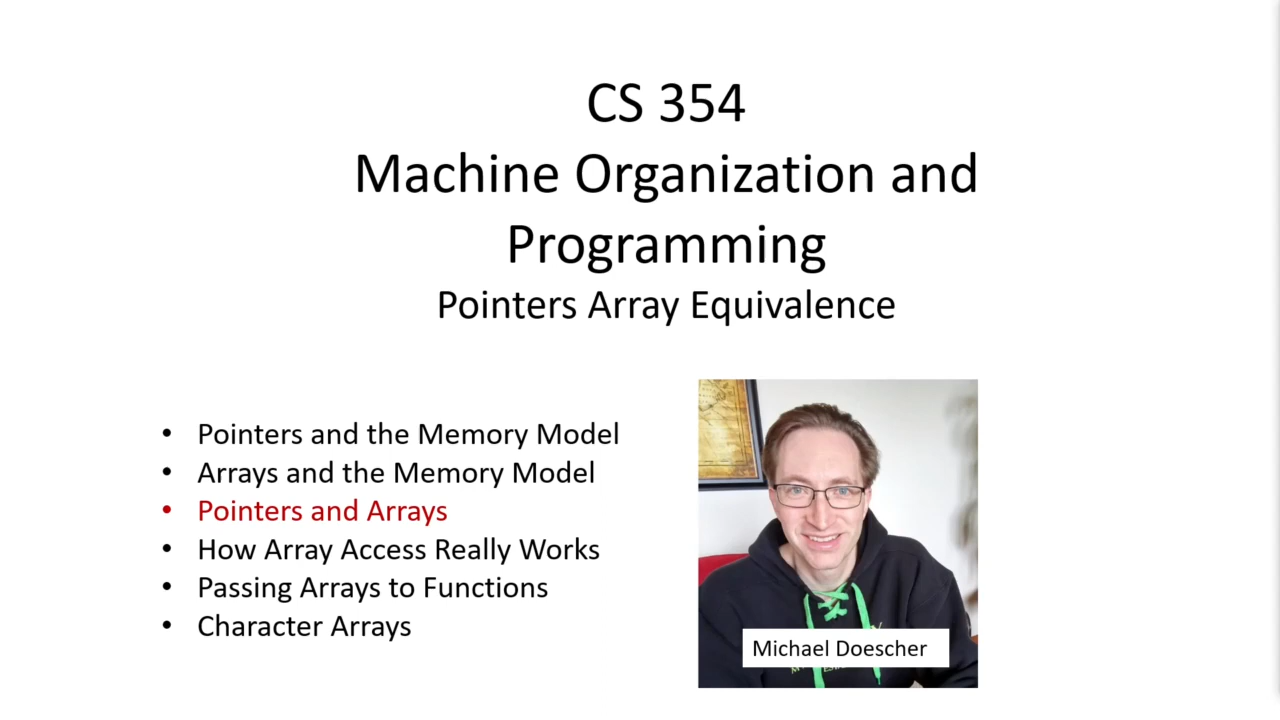 CS 354
Machine Organization and
Programming
Pointers Array Equivalence
• Pointers and the Memory Model
• Arrays and the Memory Model
• Pointers and Arrays
• How Array Access Really Works
• Passing Arrays to Functions
• Character Arrays
Michael Doescher